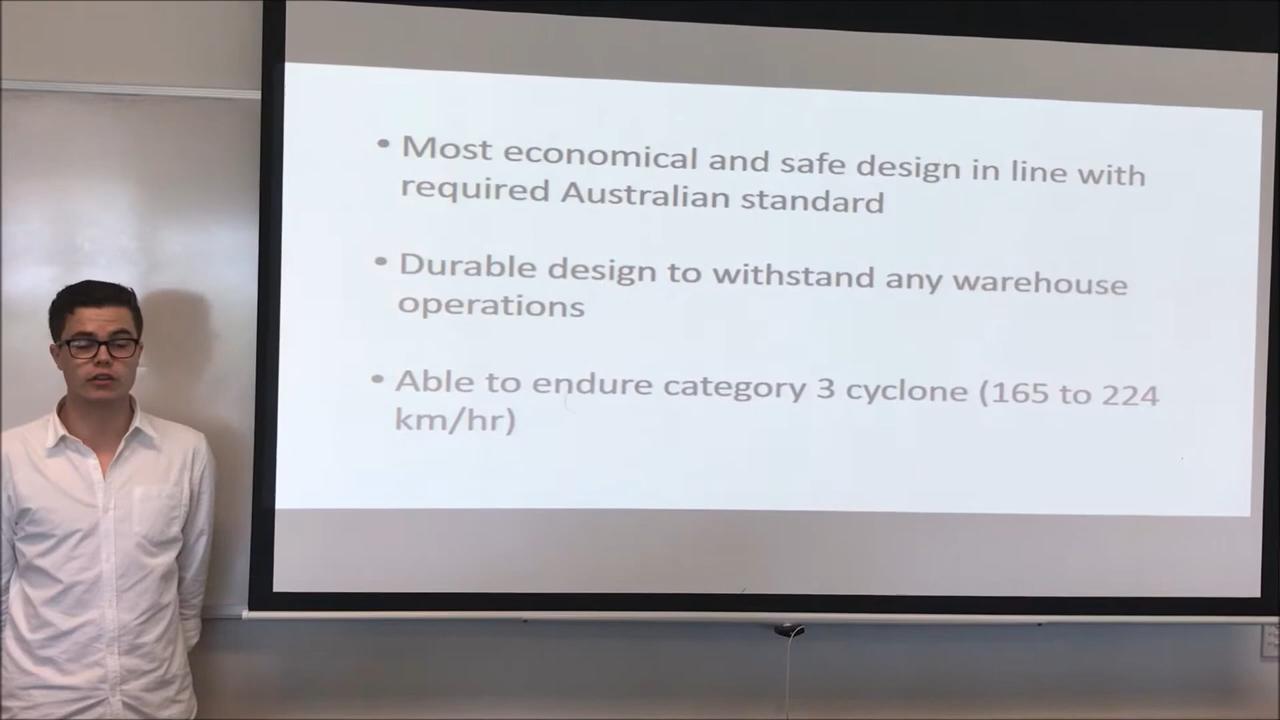 • Most economical and safe design in line with
required Australian standard
• Durable design to withstand any warehouse
operations
• Able to endure category 3 cyclone (165 to 224
km/hr)